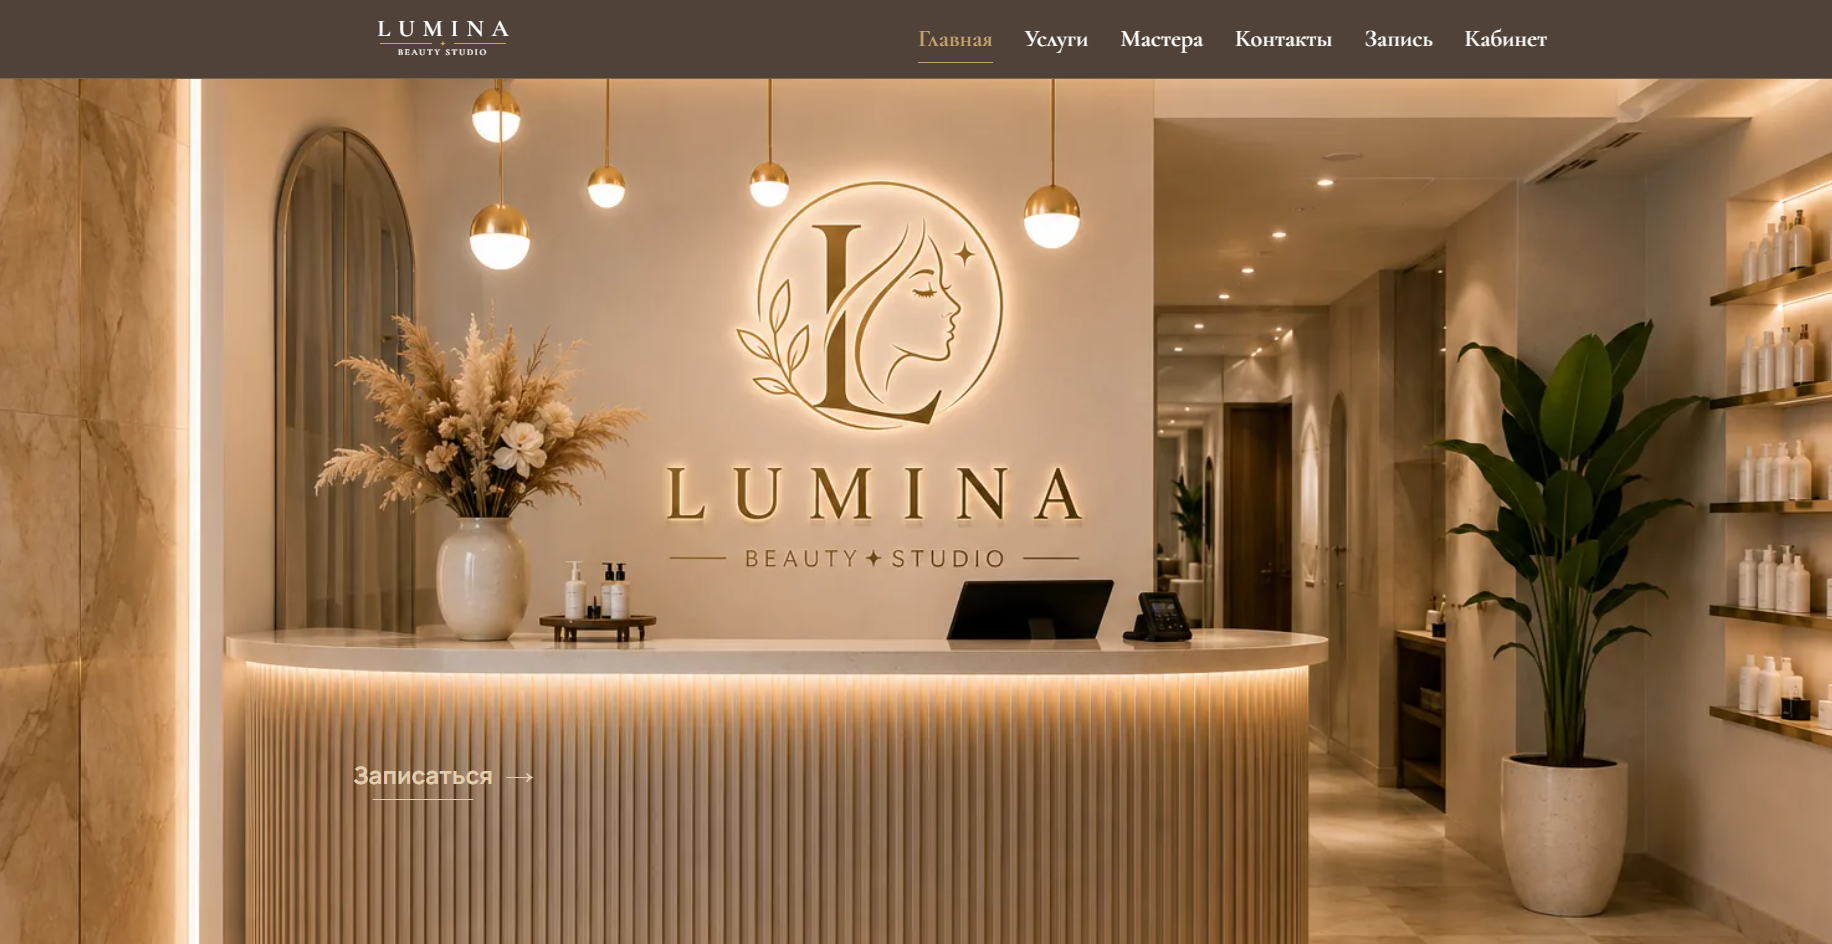 LUMINA
BEAUTY STUDIO
Главная Услуги Мастера Контакты Запись Кабинет
L
LUMINA
BEAUTY STUDIO
Записаться